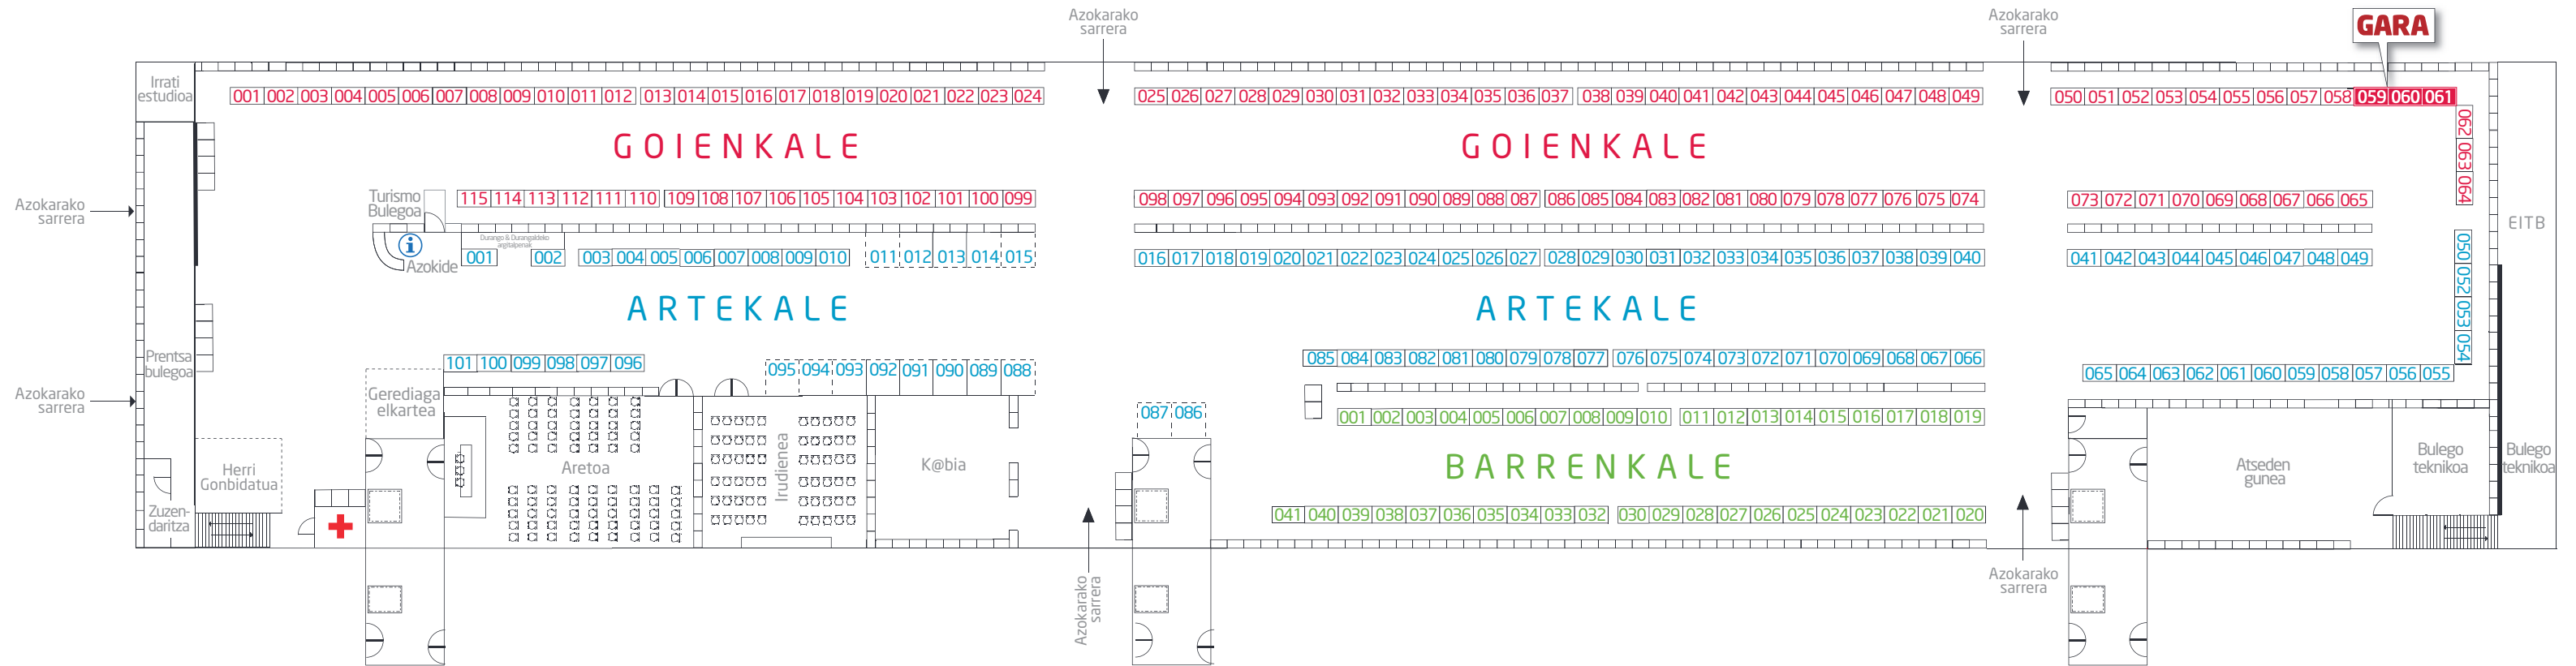 Azokarako
sarrera
Azokarako
sarrera
GARA
Irrati
estudioa
001 002 003 004 005 006 007 008 009 010 011 012 013 014 015 016 017 018 019 020 021 022 023 024
025 026 027 028 029 030 031 032 033 034 035 036 037 038 039 040 041 042 043 044 045 046 047 048 049
050 051 052 053 054 055 056 057 058 059 060 061
062 063 064
GOIENKALE
GOIENKALE
Azokarako
sarrera
Turismo
Bulegoa
115 114 113 112 111 110 109 108 107 106 105 104 103 102 101 100 099
098 097 096 095 094 093 092 091 090 089 088 087 086 085 084 083 082 081 080 079 078 077 076 075 074
073 072 071 070 069 068 067 066 065
EITB
i
Azokide
Durango & Durangaldeko
argitalpenak
001 002 003 004 005 006 007 008 009 010 011 012 013 014 015
016 017 018 019 020 021 022 023 024 025 026 027 028 029 030 031 032 033 034 035 036 037 038 039 040
041 042 043 044 045 046 047 048 049
050 052 053 054
ARTEKALE
ARTEKALE
Prentsa
bulegoa
101 100 099 098 097 096
095 094 093 092 091 090 089 088
085 084 083 082 081 080 079 078 077 076 075 074 073 072 071 070 069 068 067 066
065 064 063 062 061 060 059 058 057 056 055
Azokarako
sarrera
Gerediaga
elkartea
087 086
001 002 003 004 005 006 007 008 009 010 011 012 013 014 015 016 017 018 019
Herri
Gonbidatua
Aretoa
Irudienea
K@bia
BARRENKALE
Atseden
gunea
Bulego
teknikoa
Bulego
teknikoa
Zuzen-
daritza
041 040 039 038 037 036 035 034 033 032 030 029 028 027 026 025 024 023 022 021 020
Azokarako
sarrera
Azokarako
sarrera